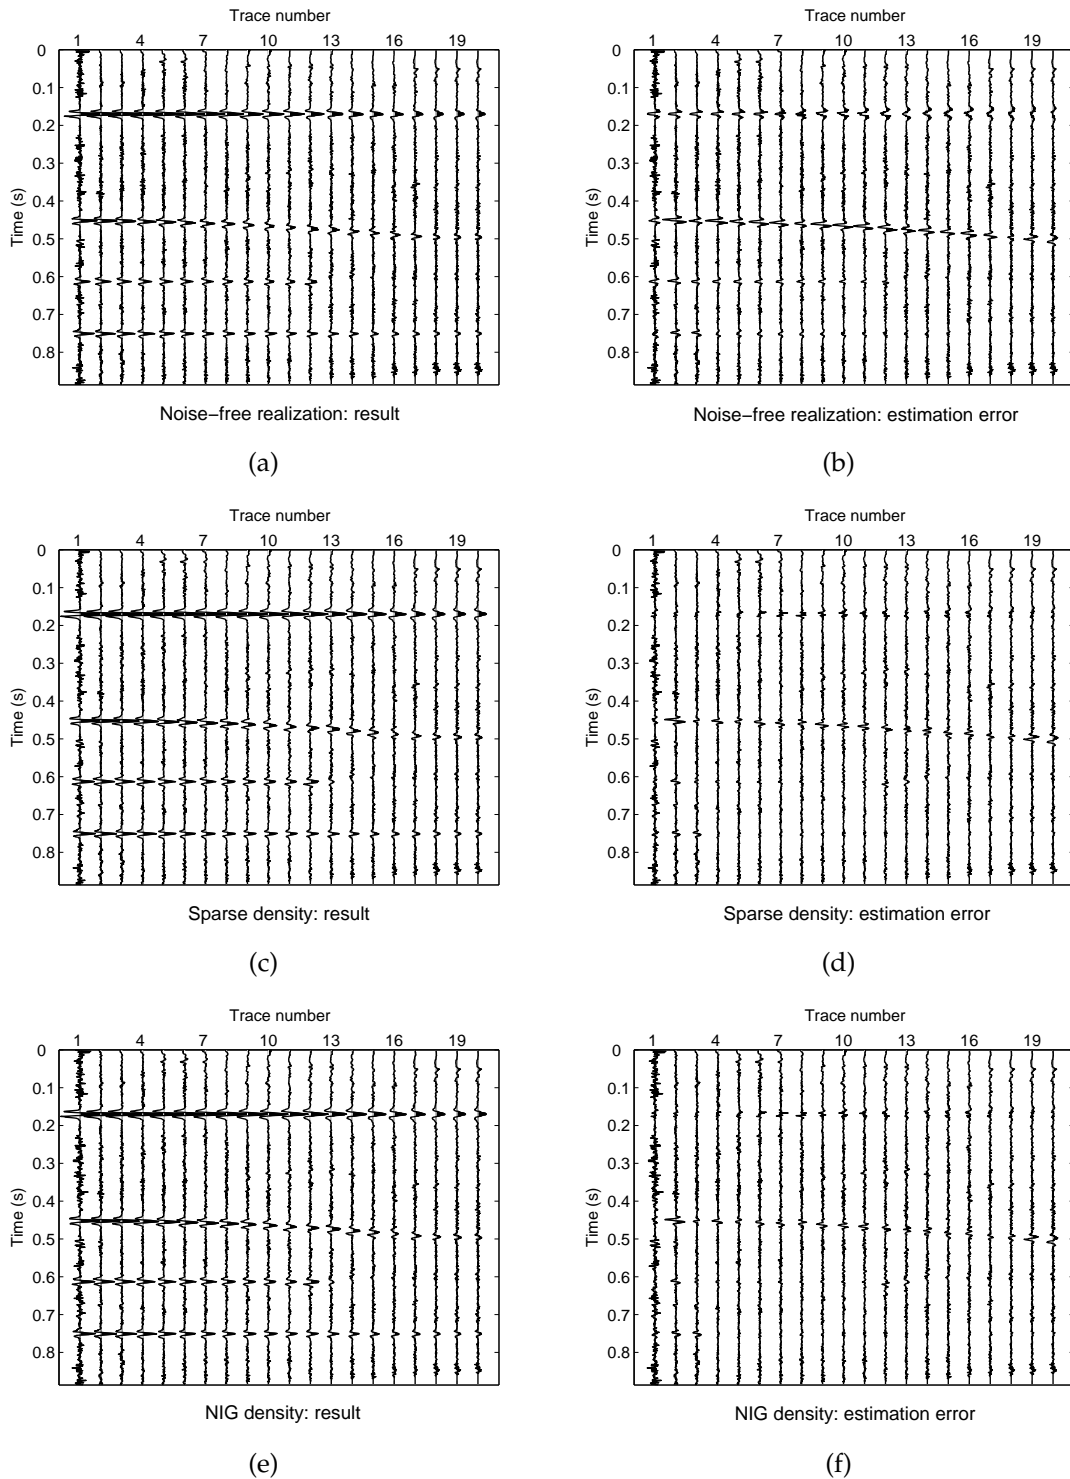 Trace number
1 4 7 10 13 16 19
0
0.1
0.2
0.3
0.4
0.5
0.6
0.7
0.8
Time (s)
Noise−free realization: result
(a)
Trace number
1 4 7 10 13 16 19
0
0.1
0.2
0.3
0.4
0.5
0.6
0.7
0.8
Time (s)
Noise−free realization: estimation error
(b)
Trace number
1 4 7 10 13 16 19
0
0.1
0.2
0.3
0.4
0.5
0.6
0.7
0.8
Time (s)
Sparse density: result
(c)
Trace number
1 4 7 10 13 16 19
0
0.1
0.2
0.3
0.4
0.5
0.6
0.7
0.8
Time (s)
Sparse density: estimation error
(d)
Trace number
1 4 7 10 13 16 19
0
0.1
0.2
0.3
0.4
0.5
0.6
0.7
0.8
Time (s)
NIG density: result
(e)
Trace number
1 4 7 10 13 16 19
0
0.1
0.2
0.3
0.4
0.5
0.6
0.7
0.8
Time (s)
NIG density: estimation error
(f)